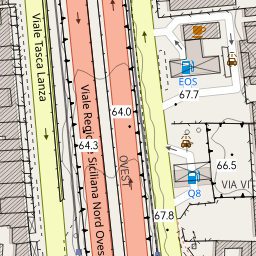 Viale Tasca Lanza
Viale Regione Siciliana Nord Ovest
OVEST
EOS
67.7
64.0
64.3
66.5
VIA VI
Q8
67.8